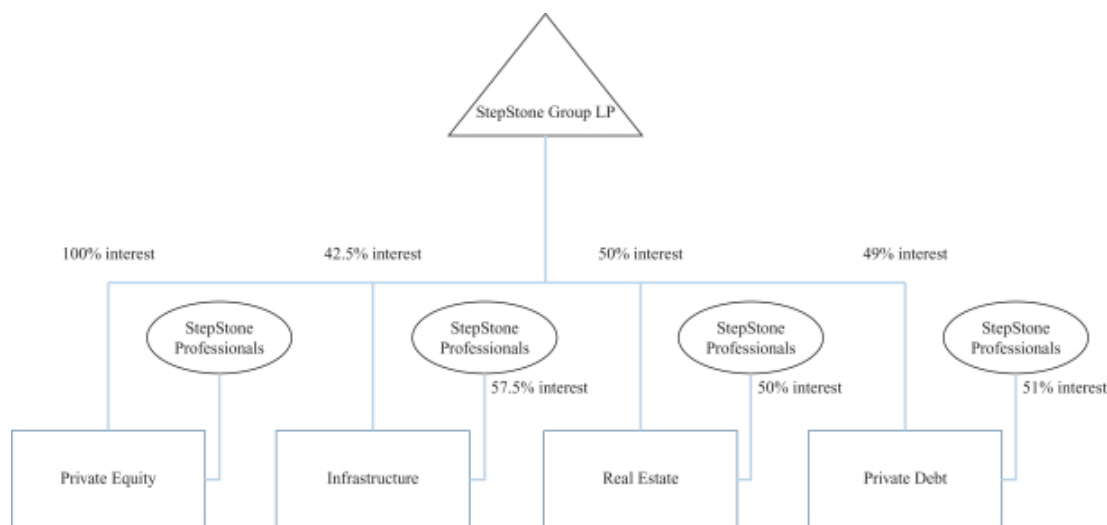 StepStone Group LP
100% interest
42.5% interest
50% interest
49% interest
StepStone
Professionals
StepStone
Professionals
StepStone
Professionals
StepStone
Professionals
57.5% interest
50% interest
51% interest
Private Equity
Infrastructure
Real Estate
Private Debt